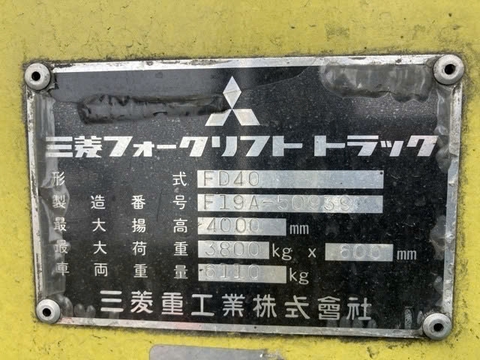 三菱フォークリフト トラック
形式 FD40
製造番号 F19A-
最大揚高 4000 mm
最大荷重 3800 kg x 600 mm
車両重量 6110 kg
三菱重工業株式會社